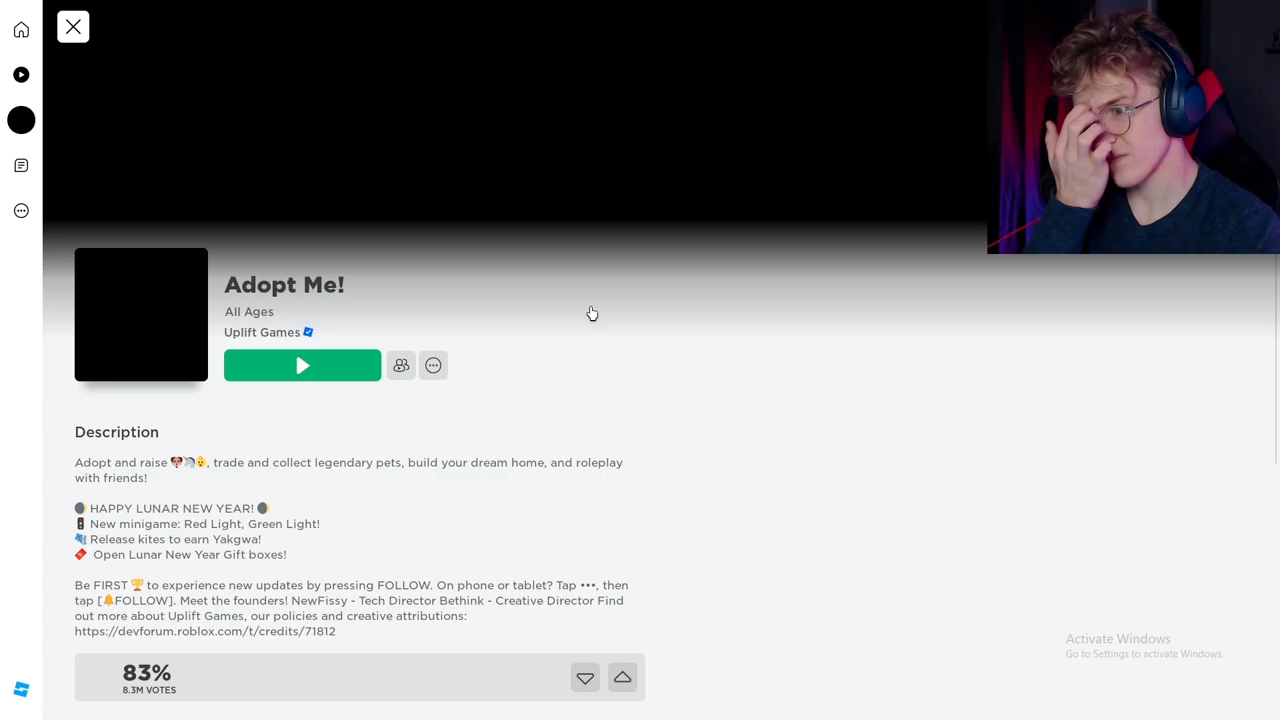 Adopt Me!
All Ages
Uplift Games
Description
Adopt and raise 🐶🦄👶, trade and collect legendary pets, build your dream home, and roleplay
with friends!
🌒 HAPPY LUNAR NEW YEAR! 🌒
🚦 New minigame: Red Light, Green Light!
🪁 Release kites to earn Yakgwa!
🧧 Open Lunar New Year Gift boxes!
Be FIRST 🏆 to experience new updates by pressing FOLLOW. On phone or tablet? Tap •••, then
tap [🔔FOLLOW]. Meet the founders! NewFissy - Tech Director Bethink - Creative Director Find
out more about Uplift Games, our policies and creative attributions:
https://devforum.roblox.com/t/credits/71812
83%
8.3M VOTES
Activate Windows
Go to Settings to activate Windows.